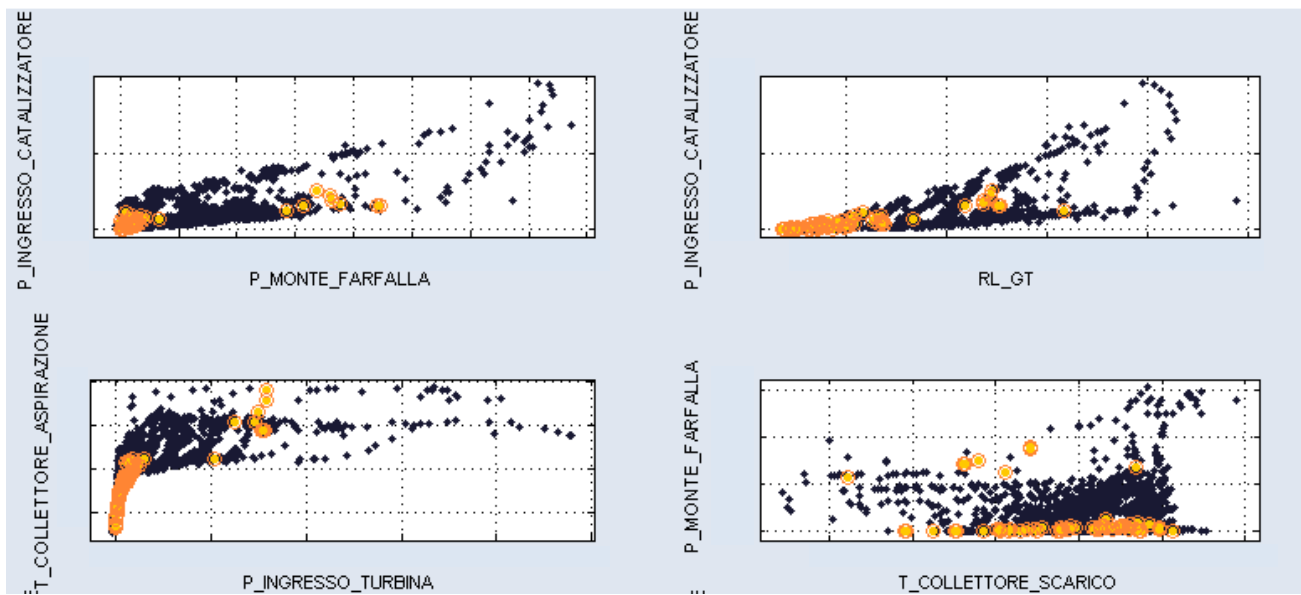 P_INGRESSO_CATALIZZATORE
P_MONTE_FARFALLA
P_INGRESSO_CATALIZZATORE
RL_GT
T_COLLETTORE_ASPIRAZIONE
P_INGRESSO_TURBINA
P_MONTE_FARFALLA
T_COLLETTORE_SCARICO